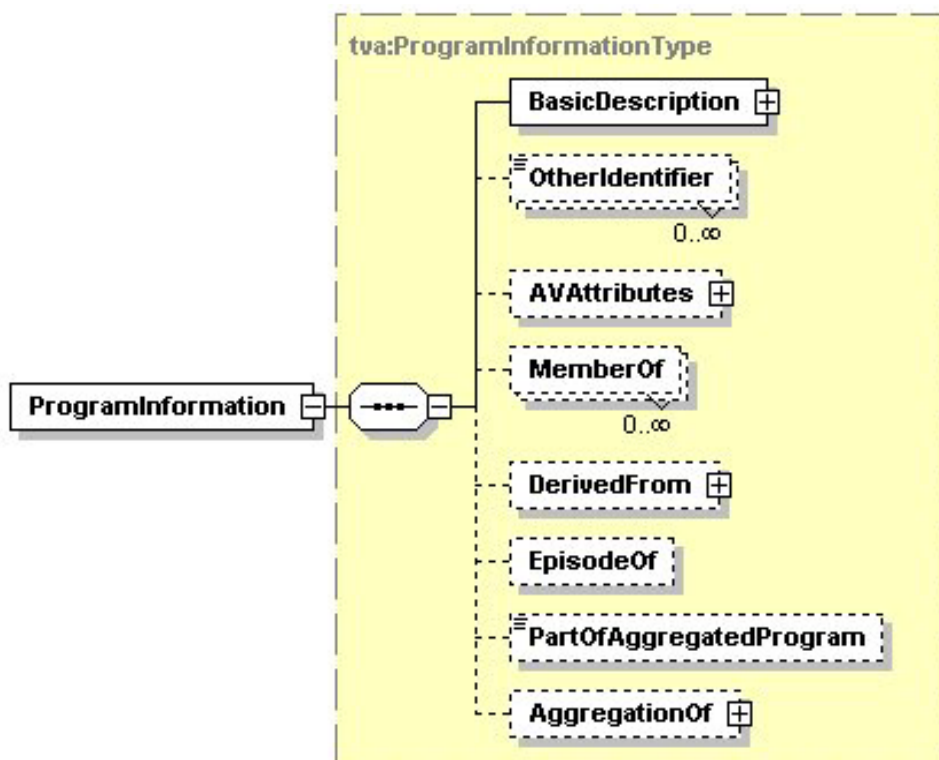 tva:ProgramInformationType
BasicDescription
OtherIdentifier
0..∞
AVAttributes
MemberOf
0..∞
ProgramInformation
DerivedFrom
EpisodeOf
PartOfAggregatedProgram
AggregationOf